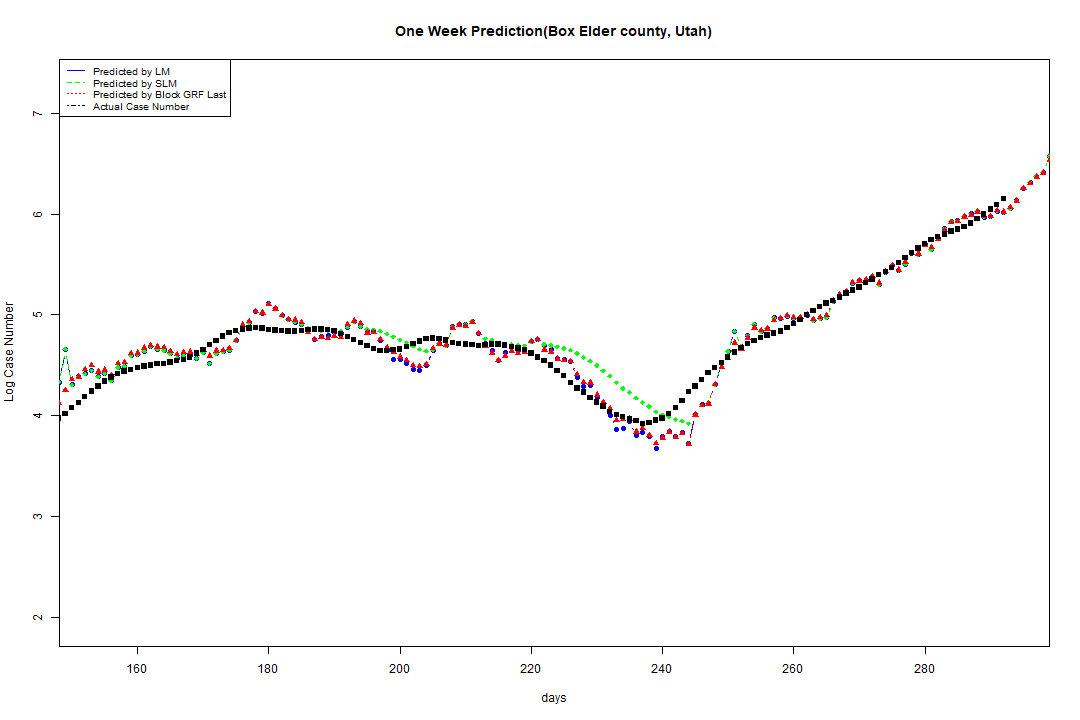 One Week Prediction(Box Elder county, Utah)
Predicted by LM
Predicted by SLM
Predicted by Block GRF Last
Actual Case Number
7
6
5
4
3
2
Log Case Number
160 180 200 220 240 260 280
days